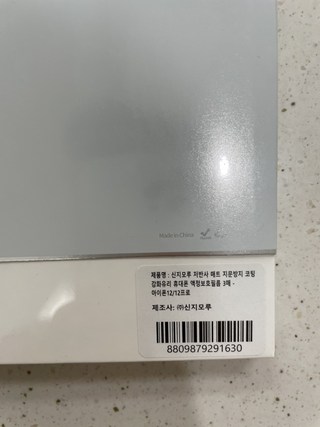 Made in China
제품명 : 신지모루 저반사 매트 지문방지 코팅
강화유리 휴대폰 액정보호필름 3매 -
아이폰12/12프로
제조사: ㈜신지모루
8809879291630